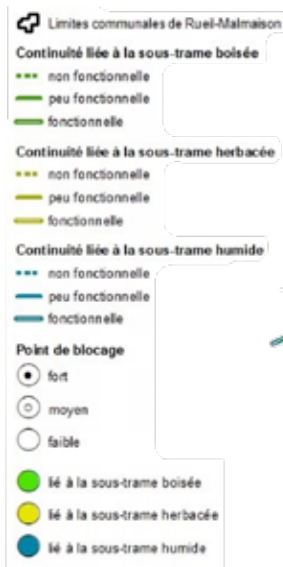 Limites communales de Rueil-Malmaison
Continuité liée à la sous-trame boisée
non fonctionnelle
peu fonctionnelle
fonctionnelle
Continuité liée à la sous-trame herbacée
non fonctionnelle
peu fonctionnelle
fonctionnelle
Continuité liée à la sous-trame humide
non fonctionnelle
peu fonctionnelle
fonctionnelle
Point de blocage
fort
moyen
faible
lié à la sous-trame boisée
lié à la sous-trame herbacée
lié à la sous-trame humide